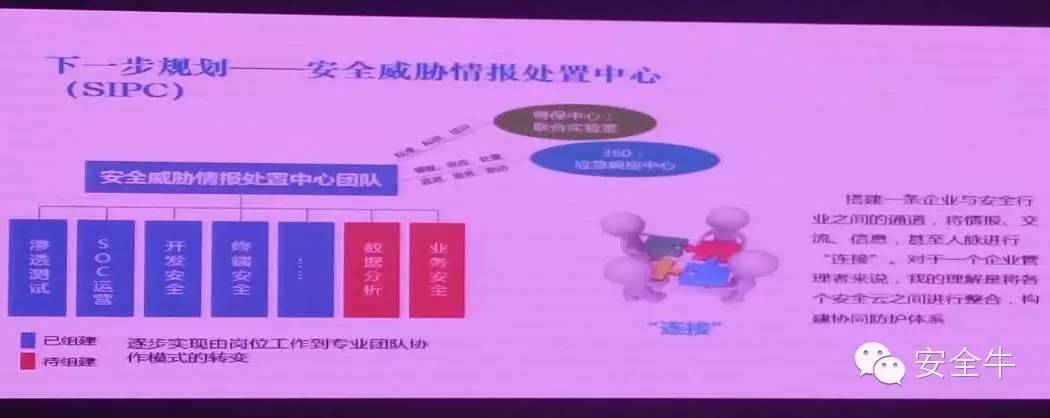 下一步规划——安全威胁情报处置中心
（SIPC）
等保中心：
联合实验室
360：
应急响应中心
安全威胁情报处置中心团队
渗透测试
SOC运营
开发安全
终端安全
……
数据分析
业务安全
已组建
待组建
逐步实现由岗位工作到专业团队协
作模式的转变
“连接”
搭建一条企业与安全行
业之间的通道，将情报、交
流、信息，甚至人脉进行
“连接”。对于一个企业管
理者来说，我的理解是将各
个安全云之间进行整合，构
建协同防护体系
安全牛